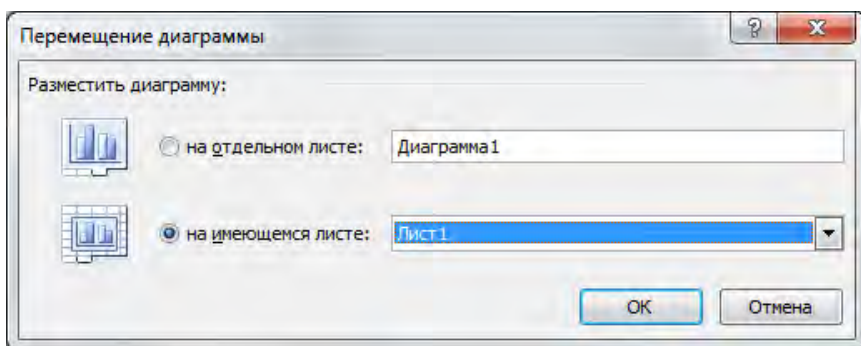 Перемещение диаграммы
Разместить диаграмму:
на отдельном листе: Диаграмма1
на имеющемся листе: Лист1
ОК Отмена